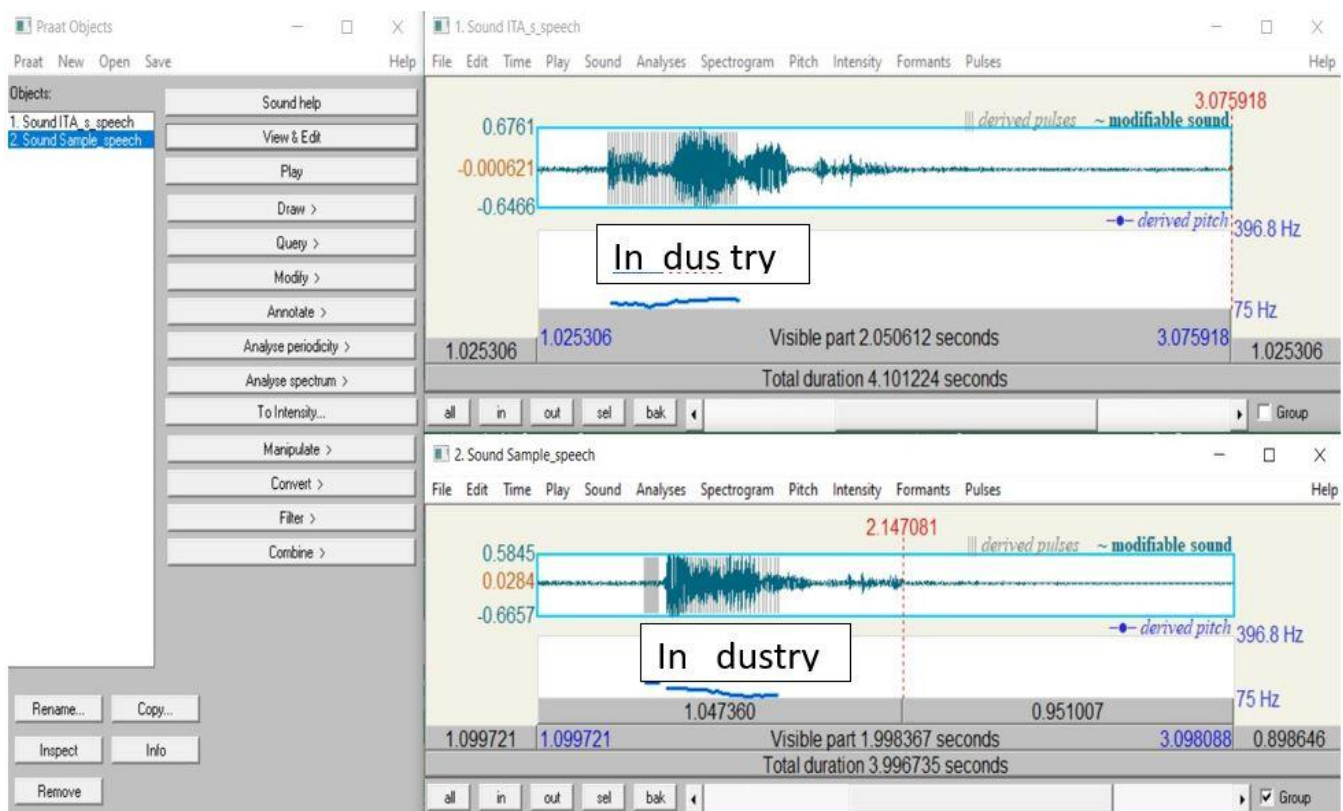 Praat Objects
Praat New Open Save Help
Objects:
1. Sound ITA_s_speech
2. Sound Sample_speech
Sound help
View & Edit
Play
Draw >
Query >
Modify >
Annotate >
Analyse periodicity >
Analyse spectrum >
To Intensity...
Manipulate >
Convert >
Filter >
Combine >
Rename... Copy...
Inspect Info
Remove
1. Sound ITA_s_speech
File Edit Time Play Sound Analyses Spectrogram Pitch Intensity Formants Pulses Help
3.075918
derived pulses ~ modifiable sound
0.6761
-0.000621
-0.6466
derived pitch
396.8 Hz
In dus try
75 Hz
1.025306 1.025306 Visible part 2.050612 seconds 3.075918 1.025306
Total duration 4.101224 seconds
all in out sel bak Group
2. Sound Sample_speech
File Edit Time Play Sound Analyses Spectrogram Pitch Intensity Formants Pulses Help
2.147081
derived pulses ~ modifiable sound
0.5845
0.0284
-0.6657
derived pitch
396.8 Hz
In dustry
75 Hz
1.047360 0.951007
1.099721 1.099721 Visible part 1.998367 seconds 3.098088 0.898646
Total duration 3.996735 seconds
all in out sel bak Group